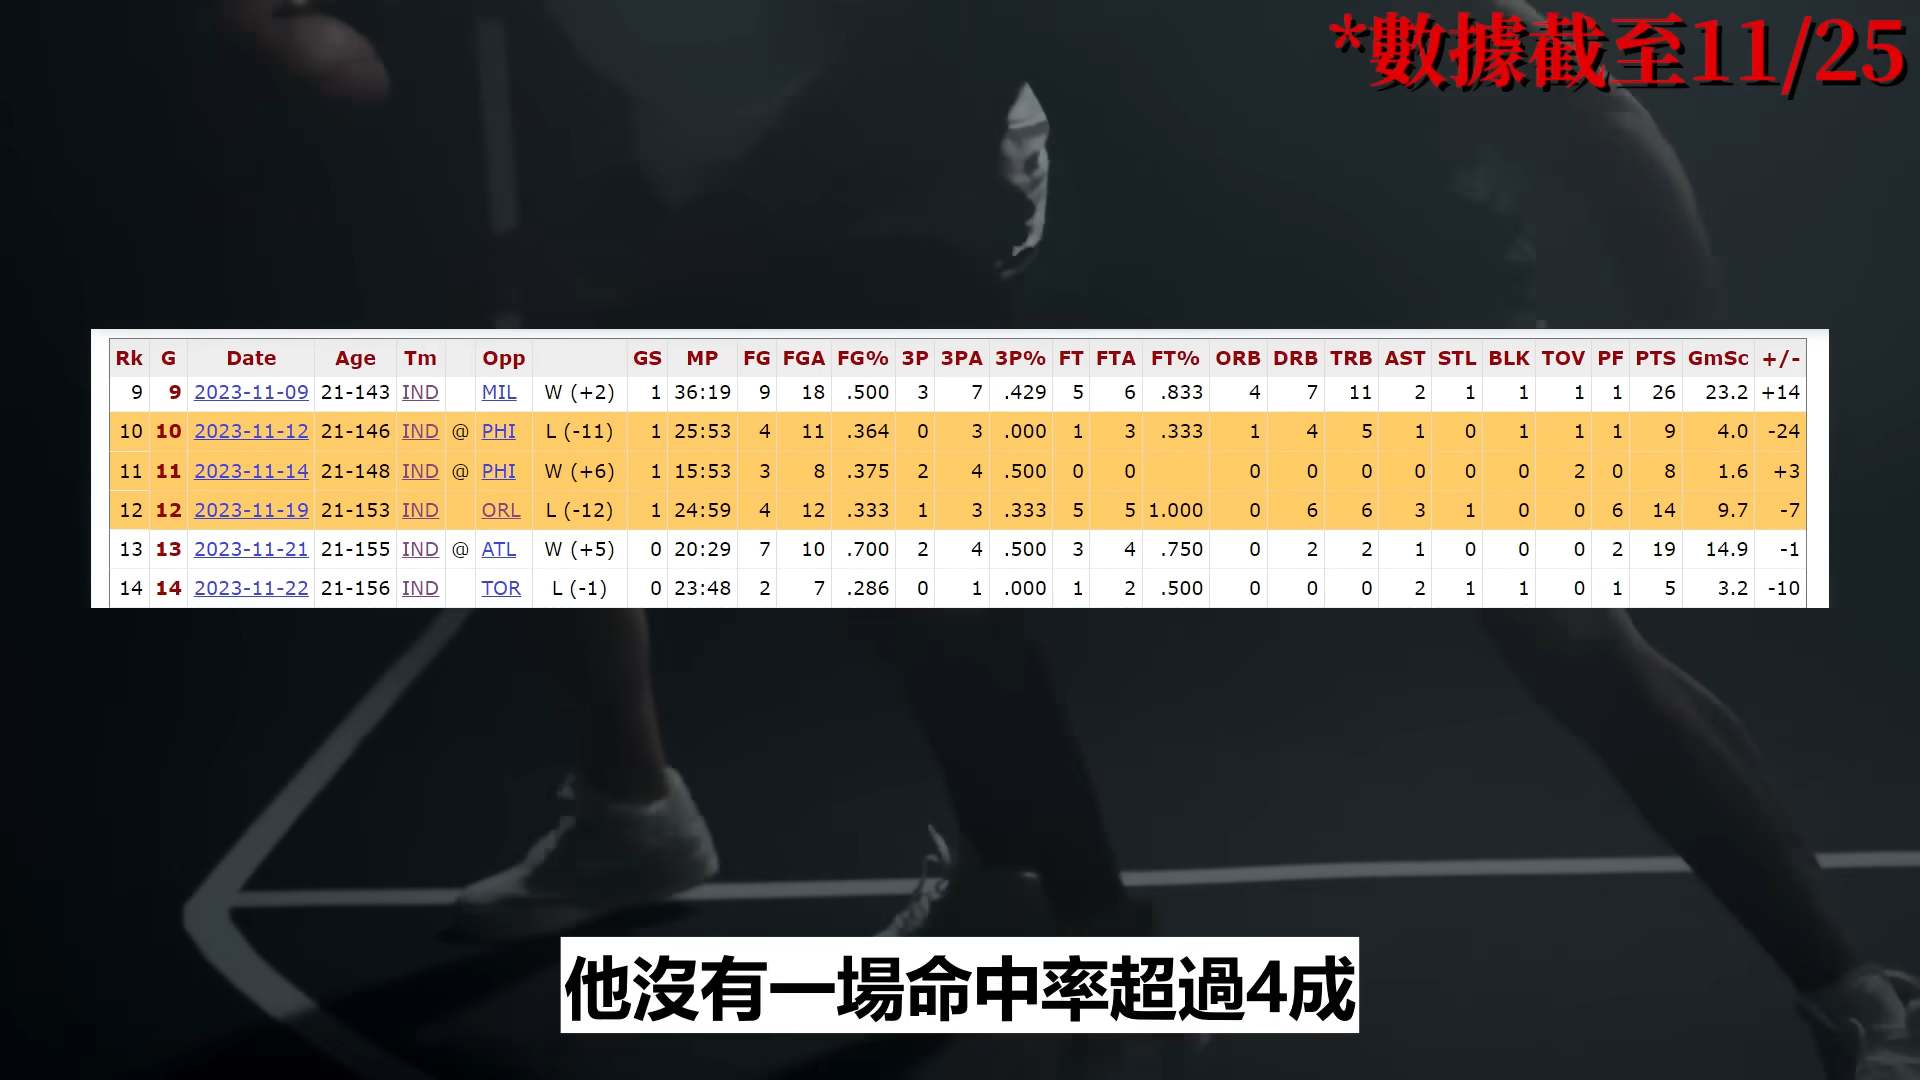 *數據截至11/25
Rk G Date Age Tm Opp GS MP FG FGA FG% 3P 3PA 3P% FT FTA FT% ORB DRB TRB AST STL BLK TOV PF PTS GmSc +/-
9 9 2023-11-09 21-143 IND MIL W (+2) 1 36:19 9 18 .500 3 7 .429 5 6 .833 4 7 11 2 1 1 1 1 26 23.2 +14
10 10 2023-11-12 21-146 IND @ PHI L (-11) 1 25:53 4 11 .364 0 3 .000 1 3 .333 1 4 5 1 0 1 1 1 9 4.0 -24
11 11 2023-11-14 21-148 IND @ PHI W (+6) 1 15:53 3 8 .375 2 4 .500 0 0 0 0 0 0 0 0 2 0 8 1.6 +3
12 12 2023-11-19 21-153 IND ORL L (-12) 1 24:59 4 12 .333 1 3 .333 5 5 1.000 0 6 6 3 1 0 0 6 14 9.7 -7
13 13 2023-11-21 21-155 IND @ ATL W (+5) 0 20:29 7 10 .700 2 4 .500 3 4 .750 0 2 2 1 0 0 0 2 19 14.9 -1
14 14 2023-11-22 21-156 IND TOR L (-1) 0 23:48 2 7 .286 0 1 .000 1 2 .500 0 0 0 2 1 1 0 1 5 3.2 -10
他沒有一場命中率超過4成